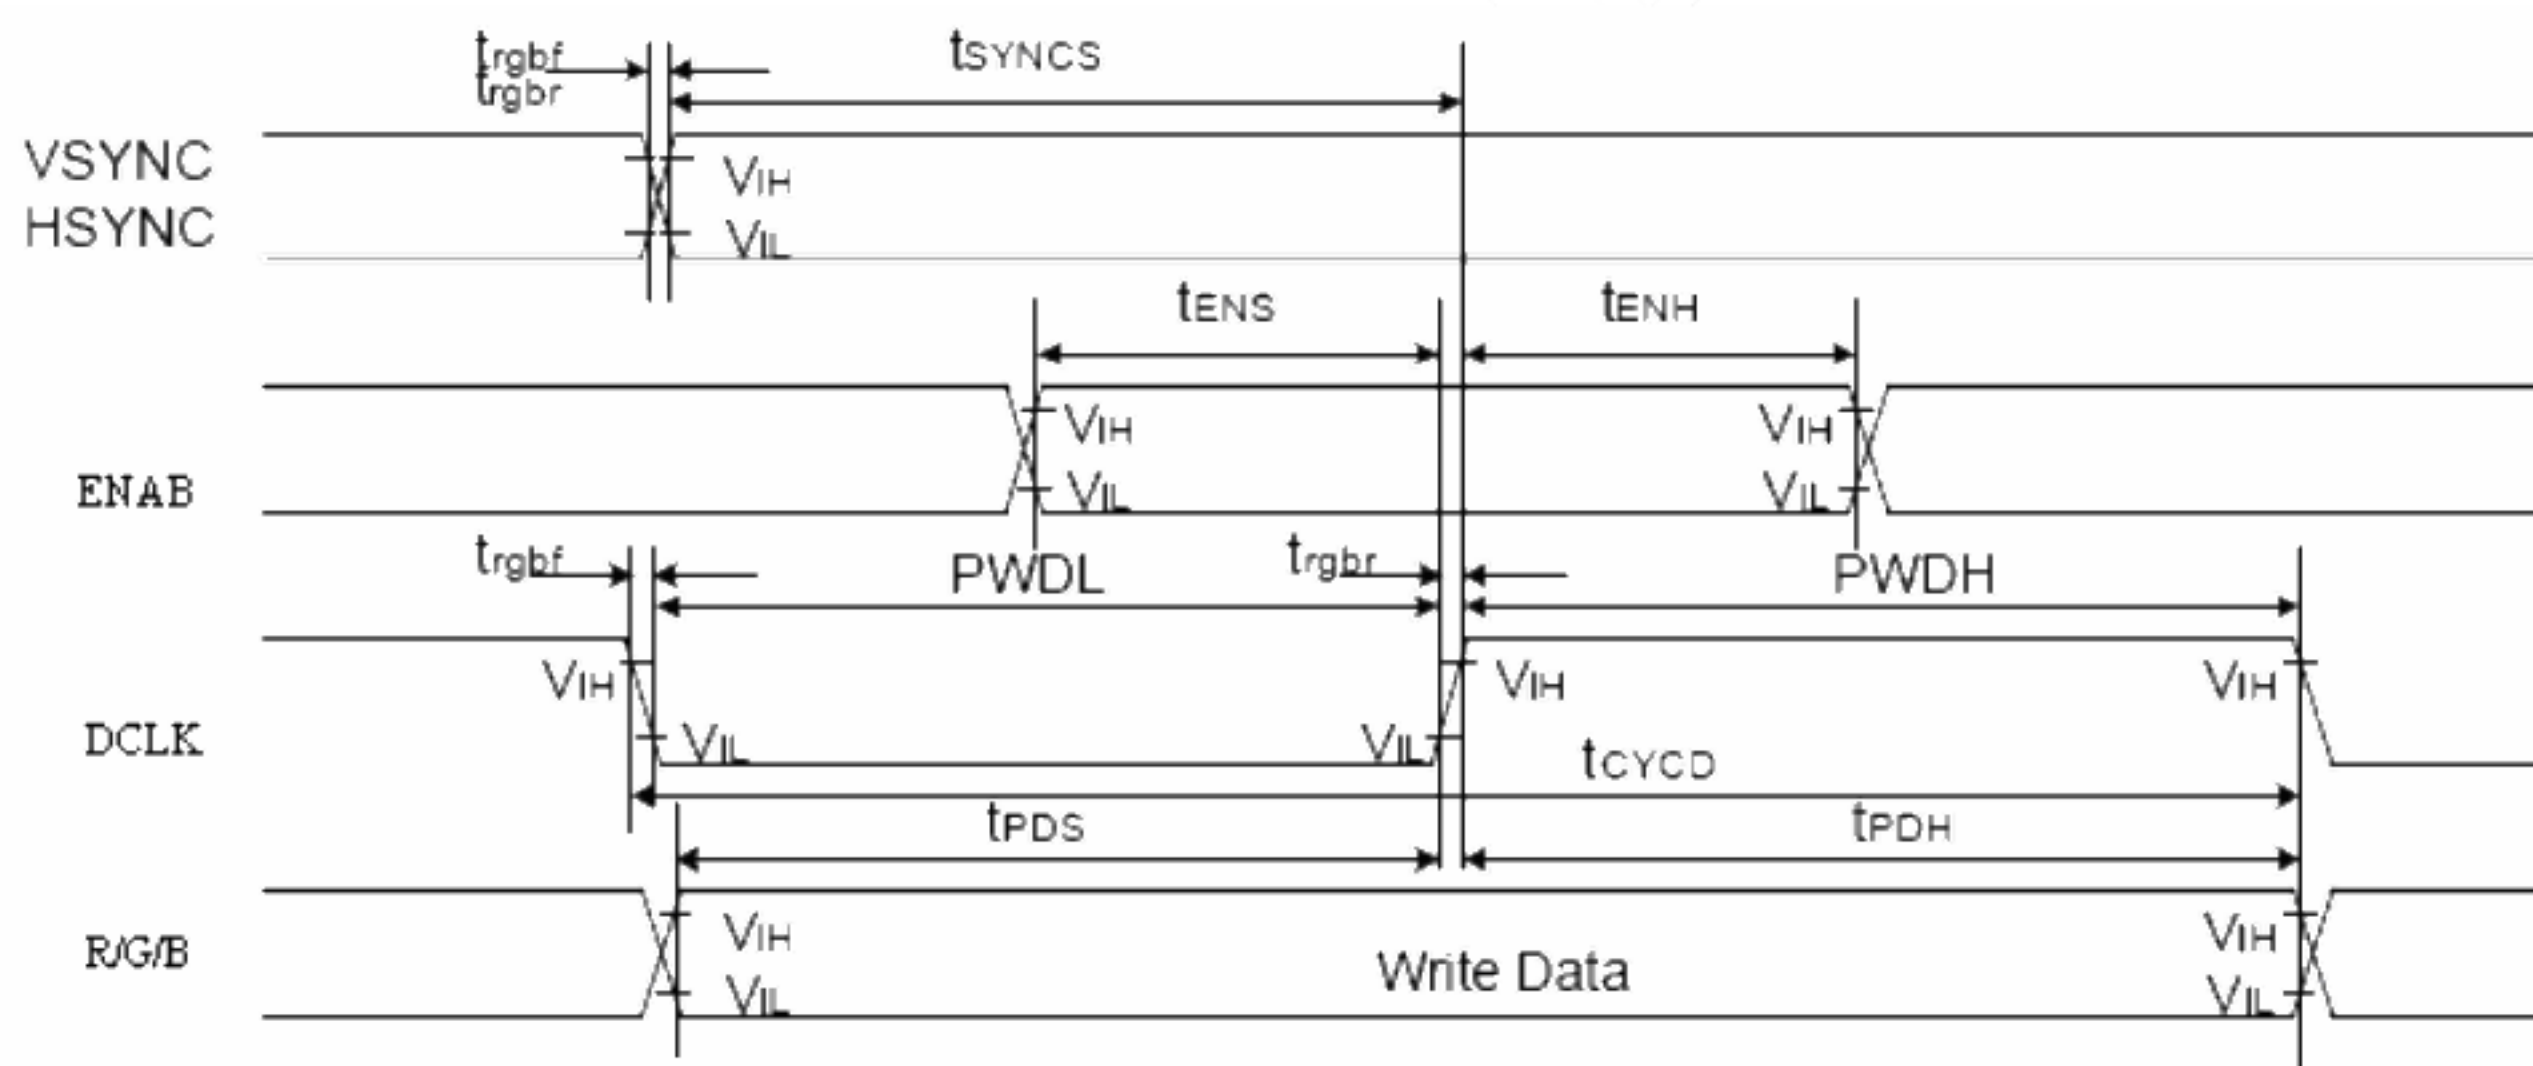 trgbf
trgbr
tSYNCS
VSYNC
HSYNC
VIH
VIL
tENS
tENH
ENAB
VIH
VIL
VIH
VIL
trgbf
PWDL
trgbr
PWDH
DCLK
VIH
VIL
VIL
VIH
VIH
tCYCD
tPDS
tPDH
R/G/B
VIH
VIL
Write Data
VIH
VIL